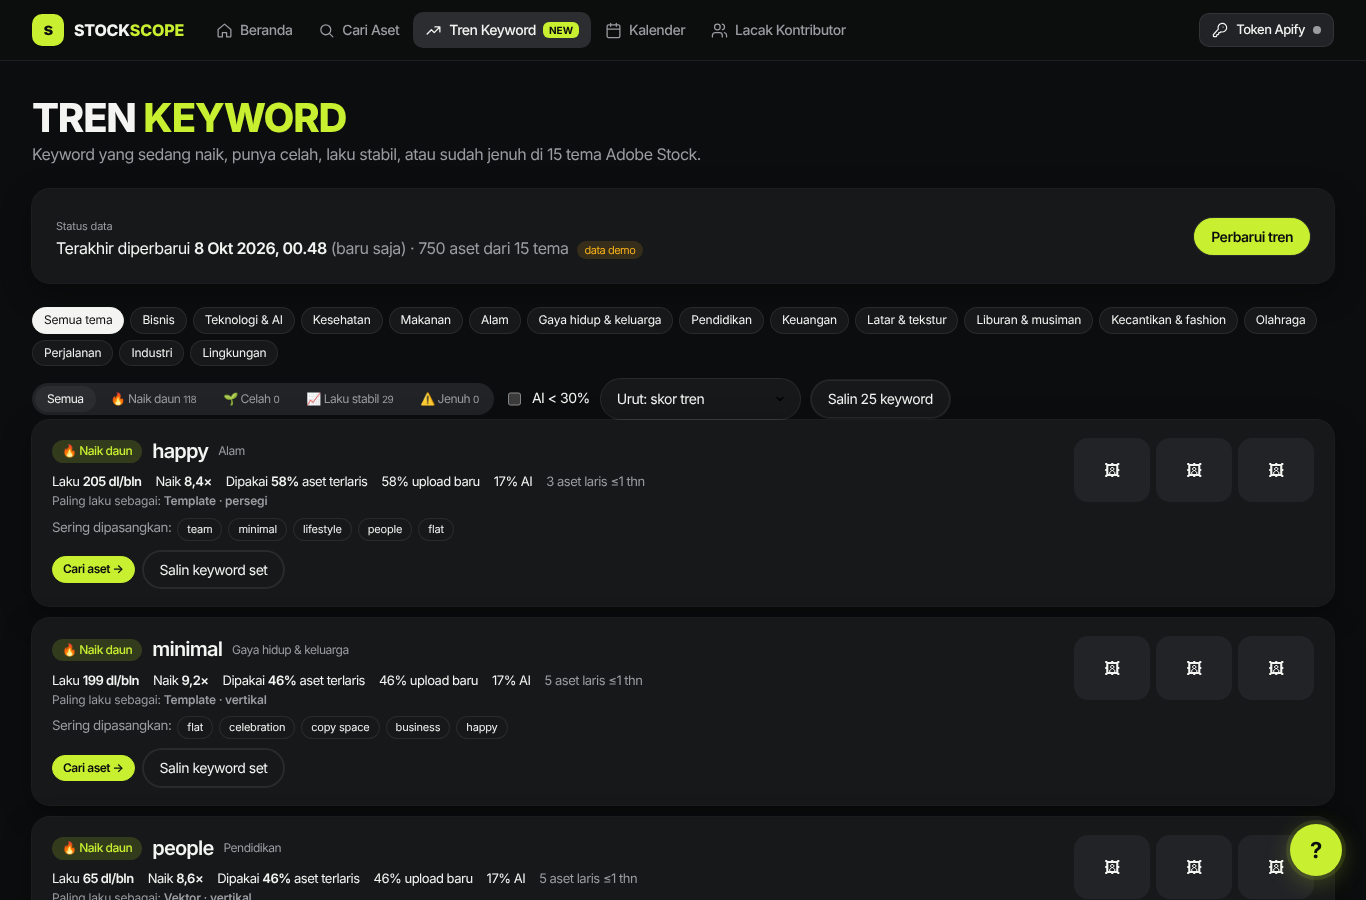 S STOCKSCOPE Beranda Cari Aset Tren Keyword NEW Kalender Lacak Kontributor Token Apify
TREN KEYWORD
Keyword yang sedang naik, punya celah, laku stabil, atau sudah jenuh di 15 tema Adobe Stock.
Status data
Terakhir diperbarui 8 Okt 2026, 00.48 (baru saja) · 750 aset dari 15 tema data demo
Perbarui tren
Semua tema Bisnis Teknologi & AI Kesehatan Makanan Alam Gaya hidup & keluarga Pendidikan Keuangan Latar & tekstur Liburan & musiman Kecantikan & fashion Olahraga
Perjalanan Industri Lingkungan
Semua 🔥 Naik daun 118 🌱 Celah 0 📈 Laku stabil 29 ⚠️ Jenuh 0 AI < 30% Urut: skor tren Salin 25 keyword
🔥 Naik daun happy Alam
Laku 205 dl/bln Naik 8,4× Dipakai 58% aset terlaris 58% upload baru 17% AI 3 aset laris ≤1 thn
Paling laku sebagai: Template · persegi
Sering dipasangkan: team minimal lifestyle people flat
Cari aset → Salin keyword set
🔥 Naik daun minimal Gaya hidup & keluarga
Laku 199 dl/bln Naik 9,2× Dipakai 46% aset terlaris 46% upload baru 17% AI 5 aset laris ≤1 thn
Paling laku sebagai: Template · vertikal
Sering dipasangkan: flat celebration copy space business happy
Cari aset → Salin keyword set
🔥 Naik daun people Pendidikan
Laku 65 dl/bln Naik 8,6× Dipakai 46% aset terlaris 46% upload baru 17% AI 5 aset laris ≤1 thn
Paling laku sebagai: Vektor · vertikal
?